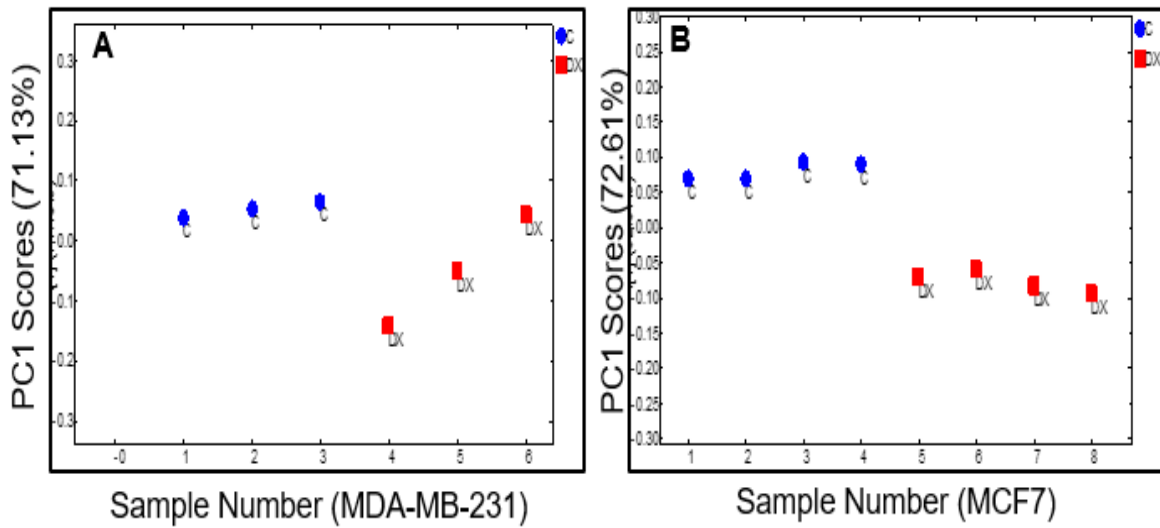 A
C
DX
PC1 Scores (71.13%)
0.3
0.2
0.1
0.0
-0.1
-0.2
-0.3
C
C
C
DX
DX
DX
-0
1
2
3
4
5
6
Sample Number (MDA-MB-231)
B
C
DX
PC1 Scores (72.61%)
0.30
0.25
0.20
0.15
0.10
0.05
0.00
-0.05
-0.10
-0.15
-0.20
-0.25
-0.30
C
C
C
C
DX
DX
DX
DX
1
2
3
4
5
6
7
8
Sample Number (MCF7)